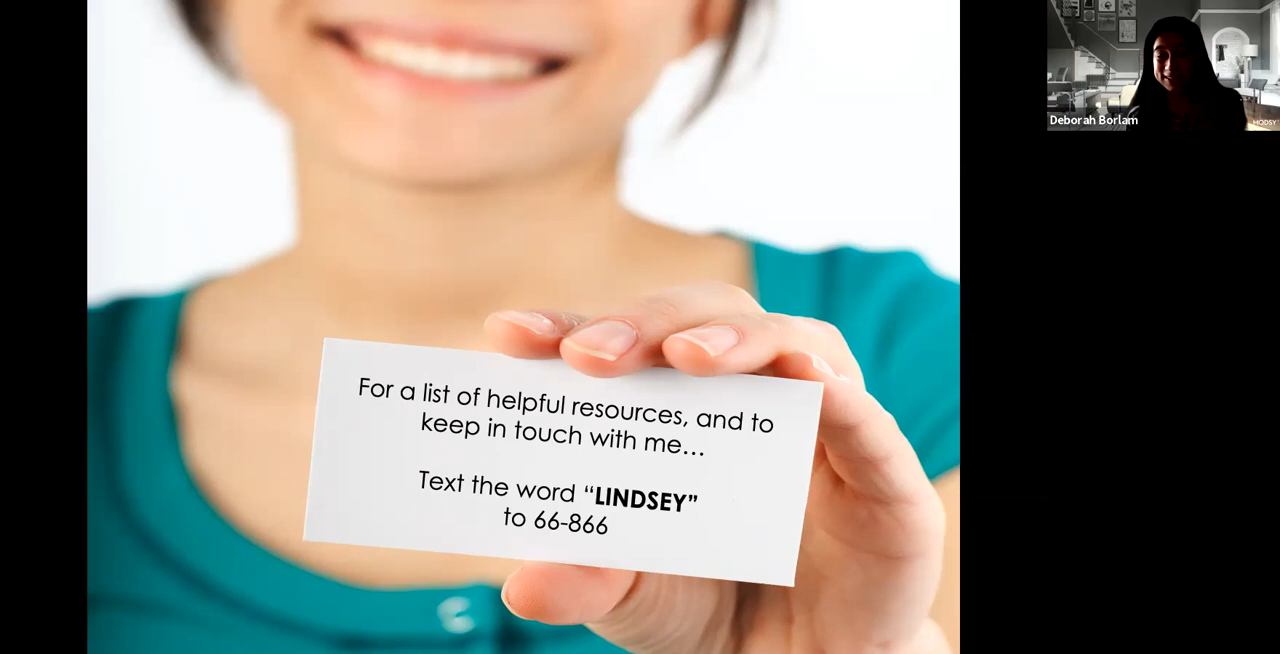 For a list of helpful resources, and to
keep in touch with me...
Text the word “LINDSEY”
to 66-866
Deborah Borlam
MODSY